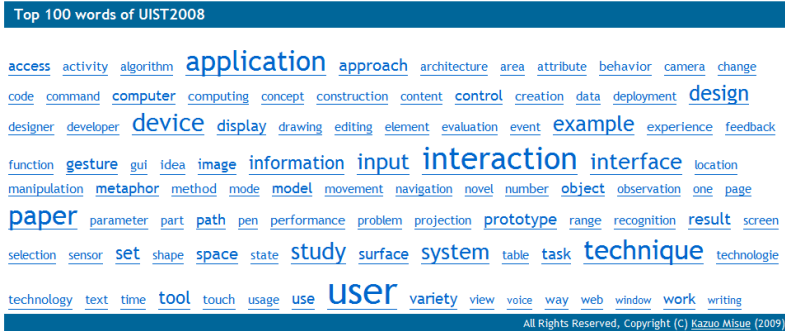 Top 100 words of UIST2008
access activity algorithm application approach architecture area attribute behavior camera change
code command computer computing concept construction content control creation data deployment design
designer developer device display drawing editing element evaluation event example experience feedback
function gesture gui idea image information input interaction interface location
manipulation metaphor method mode model movement navigation novel number object observation one page
paper parameter part path pen performance problem projection prototype range recognition result screen
selection sensor set shape space state study surface system table task technique technologie
technology text time tool touch usage use user variety view voice way web window work writing
All Rights Reserved, Copyright (C) Kazuo Misue (2009)